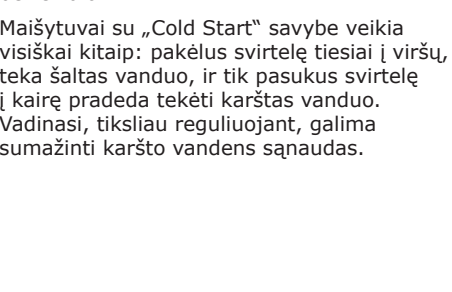 Maišytuvai su „Cold Start“ savybe veikia
visiškai kitaip: pakėlus svirtelę tiesiai į viršų,
teka šaltas vanduo, ir tik pasukus svirtelę
į kairę pradeda tekėti karštas vanduo.
Vadinasi, tiksliau reguliuojant, galima
sumažinti karšto vandens sąnaudas.